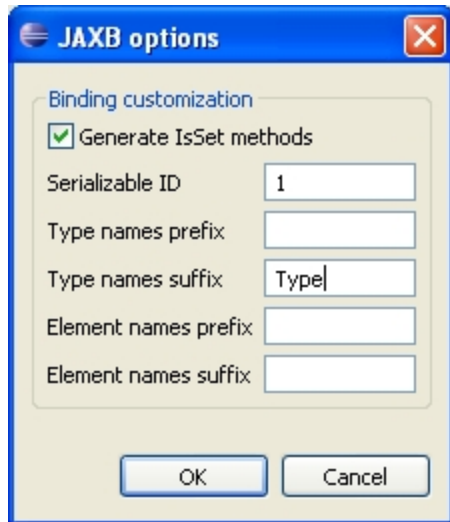 JAXB options
Binding customization
Generate IsSet methods
Serializable ID 1
Type names prefix
Type names suffix Type
Element names prefix
Element names suffix
OK Cancel